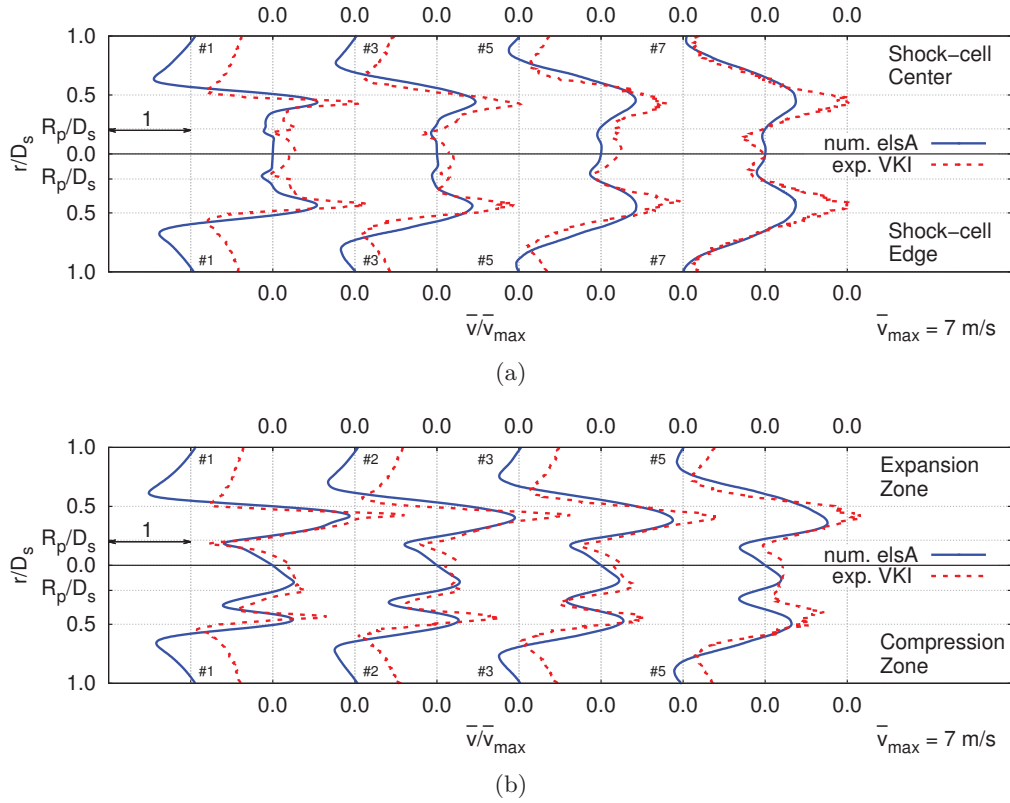 0.0 0.0 0.0 0.0 0.0 0.0 0.0 0.0
1.0 #1 #3 #5 #7 Shock-cell
Center
0.5
1
R_p/D_s
num. elsA
r/D_s 0.0
exp. VKI
R_p/D_s
0.5
Shock-cell
Edge
1.0 #1 #3 #5 #7
0.0 0.0 0.0 0.0 0.0 0.0 0.0 0.0
v̅/v̅_max v̅_max = 7 m/s
(a)
0.0 0.0 0.0 0.0 0.0 0.0 0.0 0.0
1.0 #1 #2 #3 #5 Expansion
Zone
0.5
1
R_p/D_s
num. elsA
r/D_s 0.0
exp. VKI
R_p/D_s
0.5
Compression
Zone
1.0 #1 #2 #3 #5
0.0 0.0 0.0 0.0 0.0 0.0 0.0 0.0
v̅/v̅_max v̅_max = 7 m/s
(b)